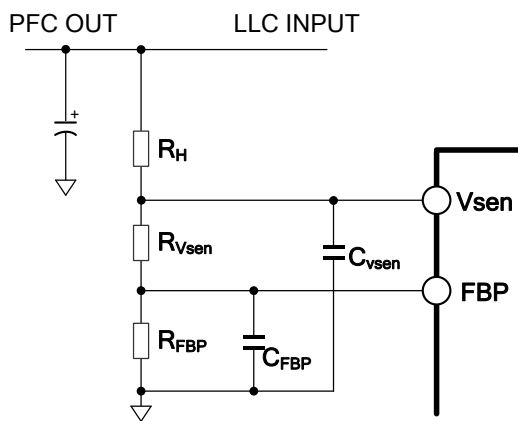 PFC OUT
LLC INPUT
+
RH
Vsen
RVsen
Cvsen
FBP
RFBP
CFBP